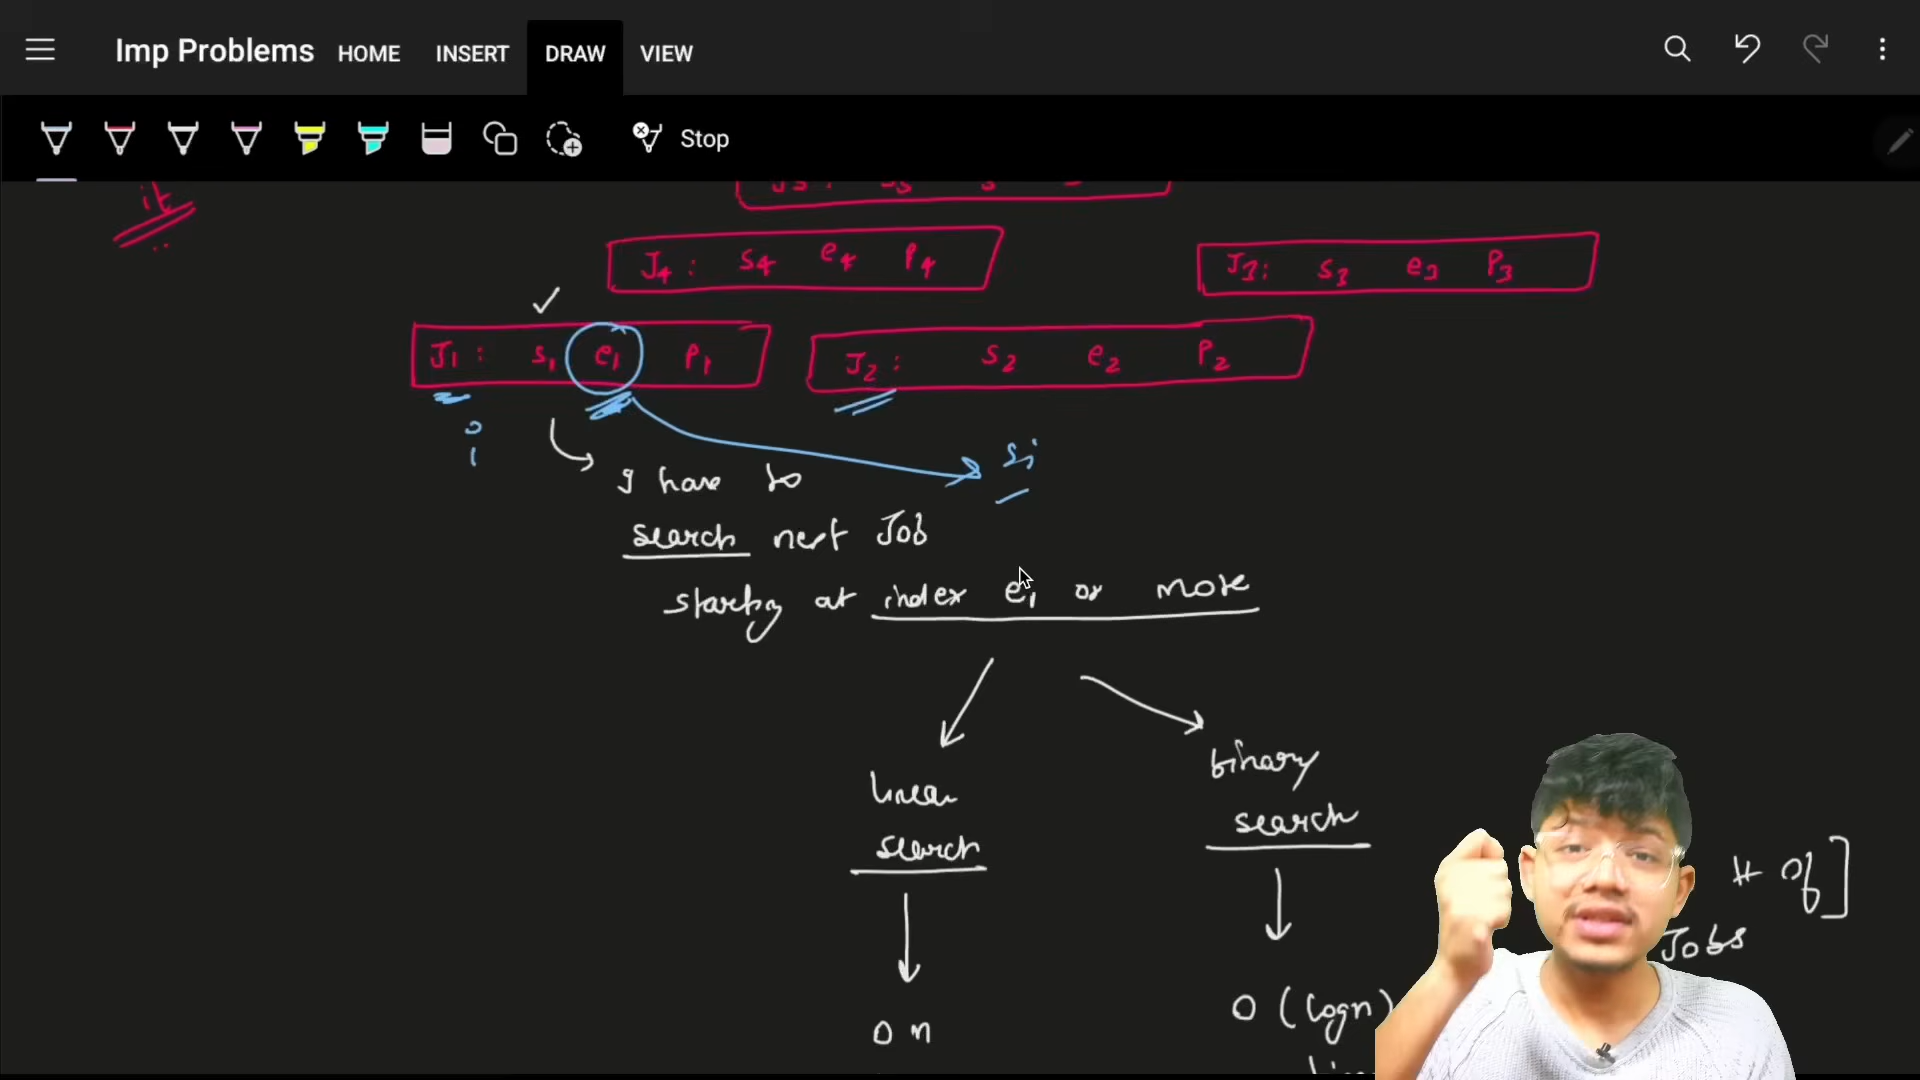 Imp Problems HOME INSERT DRAW VIEW
Stop
it
J4 : S4 e4 P4
J3: S3 e3 P3
J1 : S1 e1 P1
J2 : S2 e2 P2
Si
I have to
search next Job
starting at index e1 or more
linear
search
binary
search
# of]
Jobs
O n
O (logn)